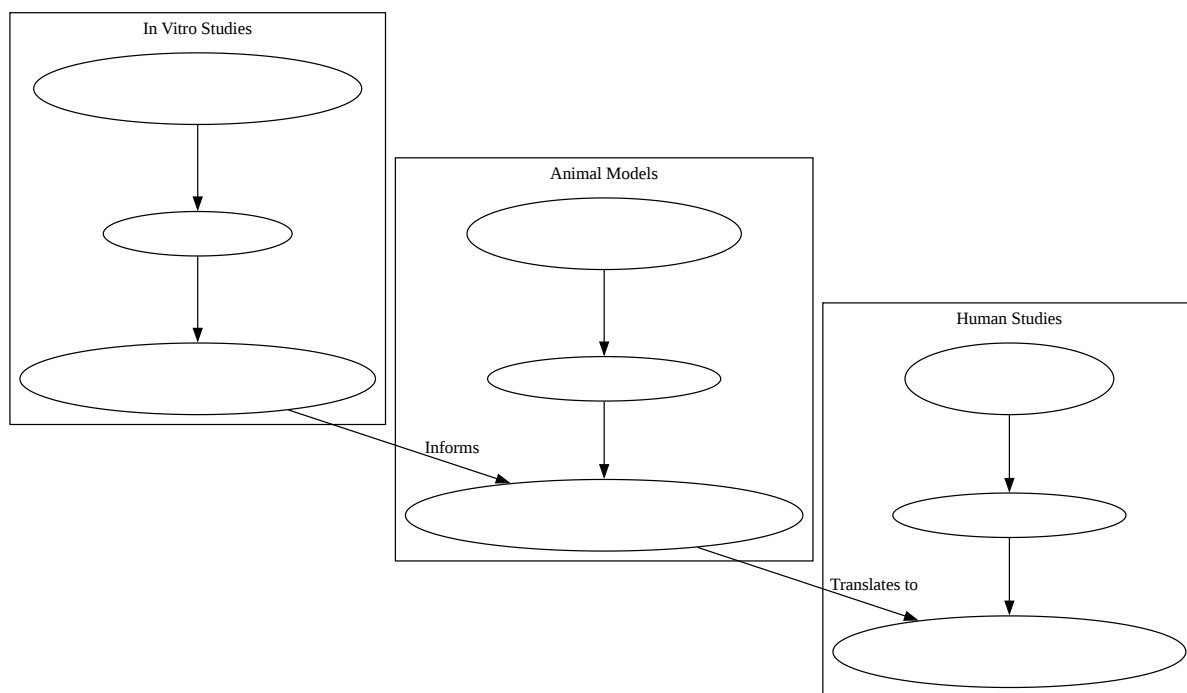 In Vitro Studies
Animal Models
Human Studies
Informs
Translates to